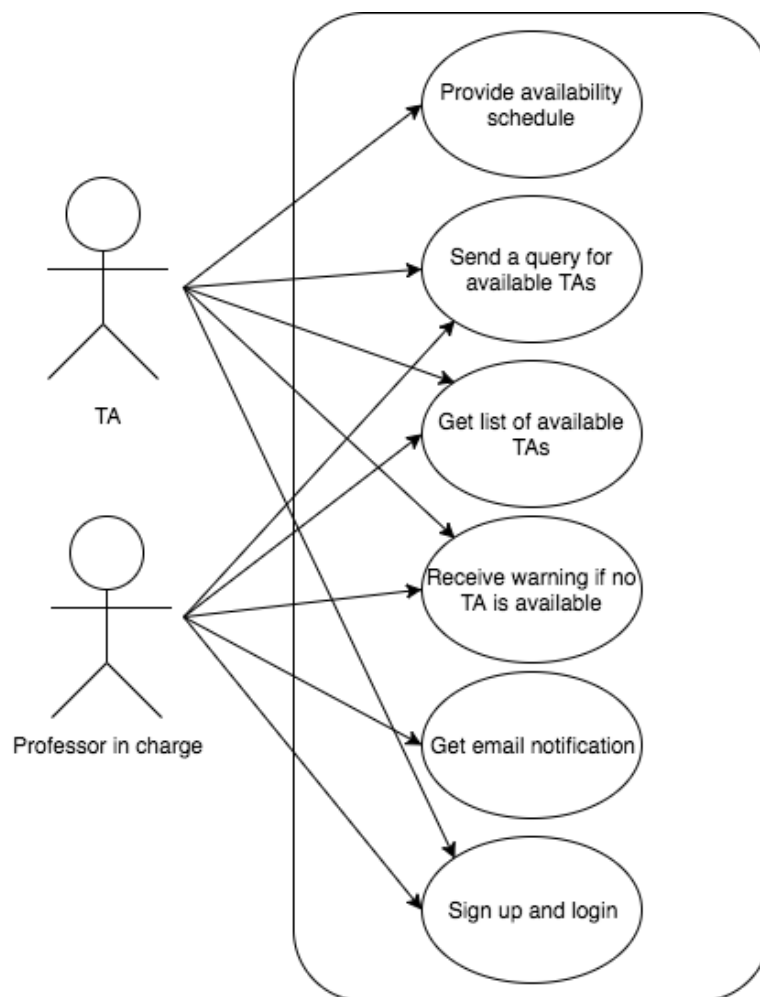 Provide availability
schedule
Send a query for
available TAs
TA
Get list of available
TAs
Receive warning if no
TA is available
Professor in charge
Get email notification
Sign up and login